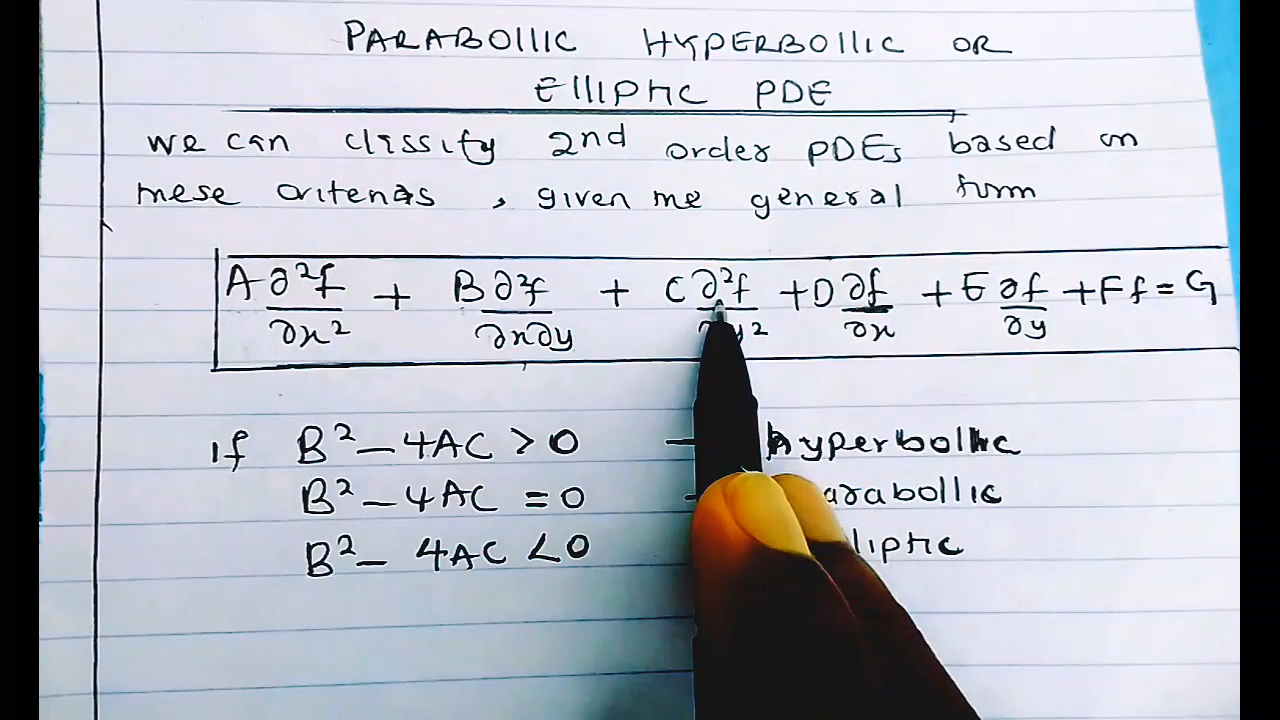 PARABOLLIC HYPERBOLLIC OR
ELLIPTIC PDE
we can classify 2nd order PDEs based on
these criterias, given the general form
A ∂²f/∂x² + B ∂²f/∂x∂y + C ∂²f/∂y² + D ∂f/∂x + E ∂f/∂y + Ff = G
if B² - 4AC > 0 - hyperbollic
B² - 4AC = 0 - arabollic
B² - 4AC < 0 liptic